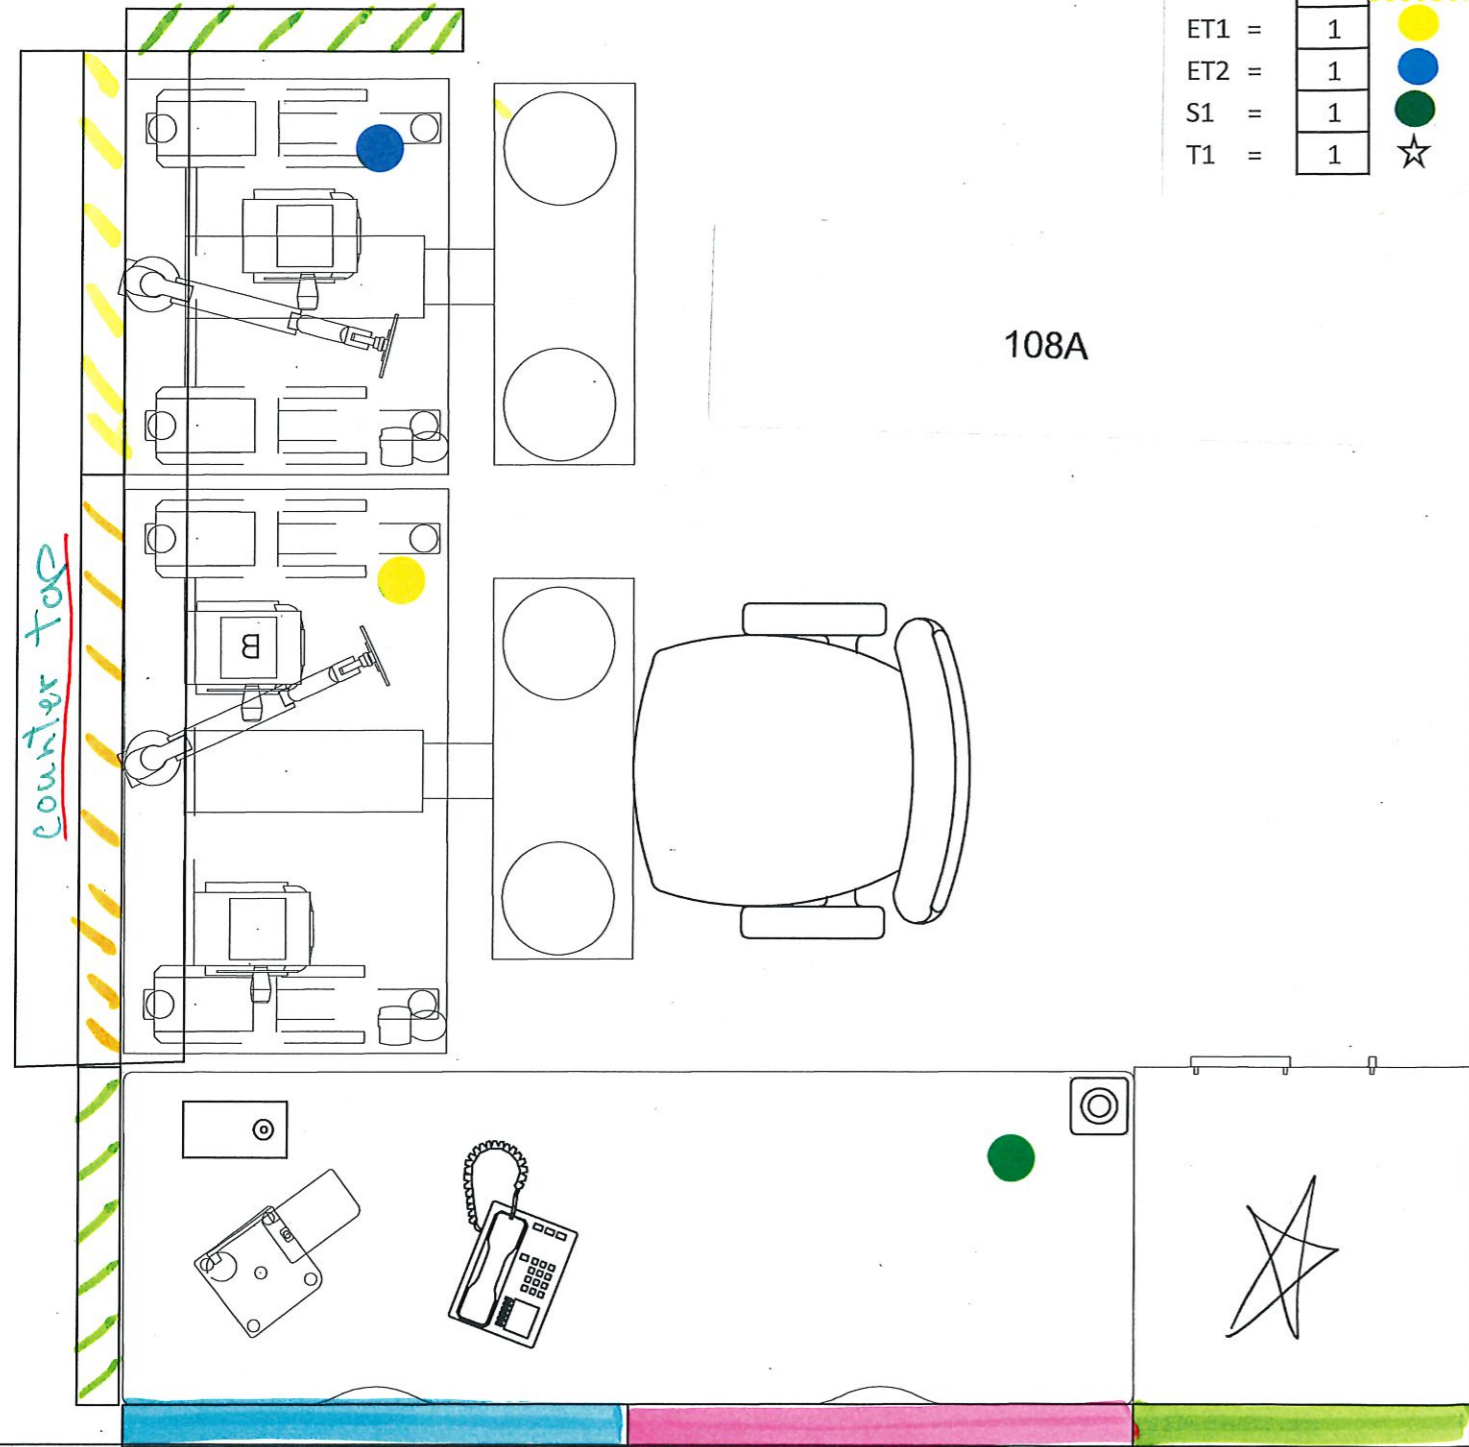 ET1 = 1
ET2 = 1
S1 = 1
T1 = 1
108A
counter top
B